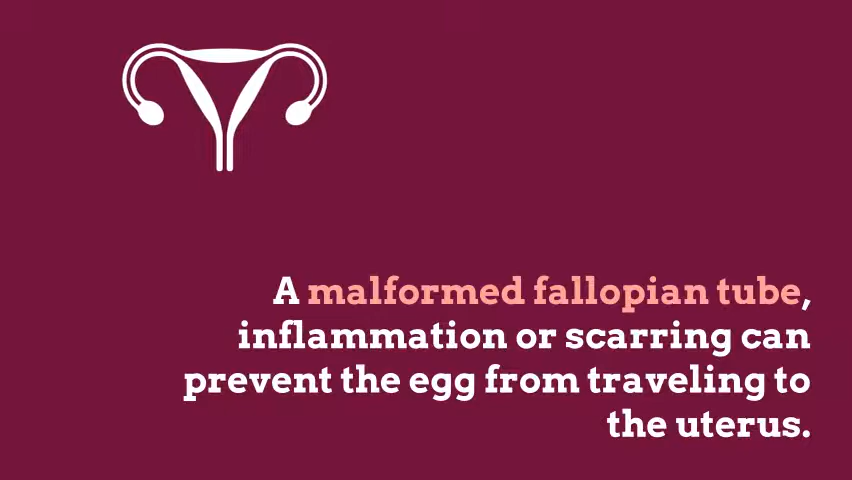 A malformed fallopian tube,
inflammation or scarring can
prevent the egg from traveling to
the uterus.